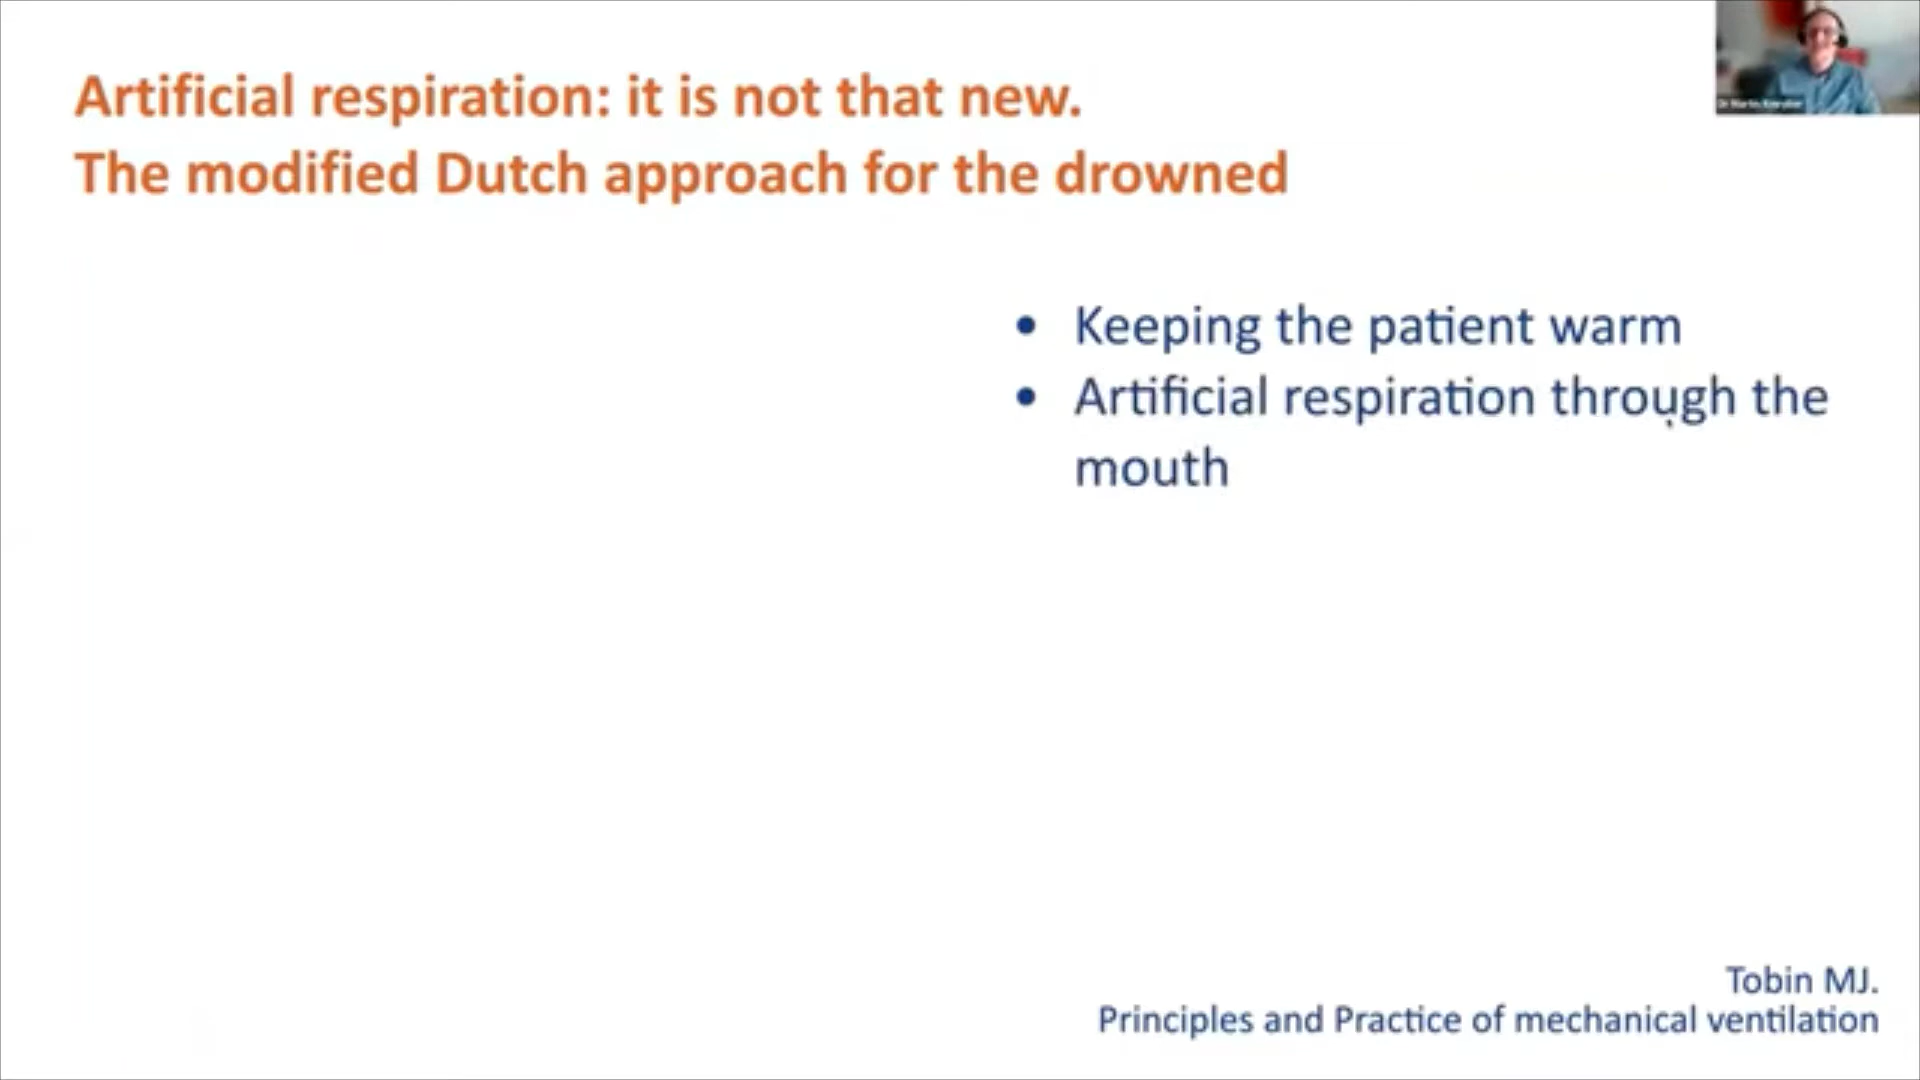 Artificial respiration: it is not that new.
The modified Dutch approach for the drowned
• Keeping the patient warm
• Artificial respiration through the
mouth
Tobin MJ.
Principles and Practice of mechanical ventilation